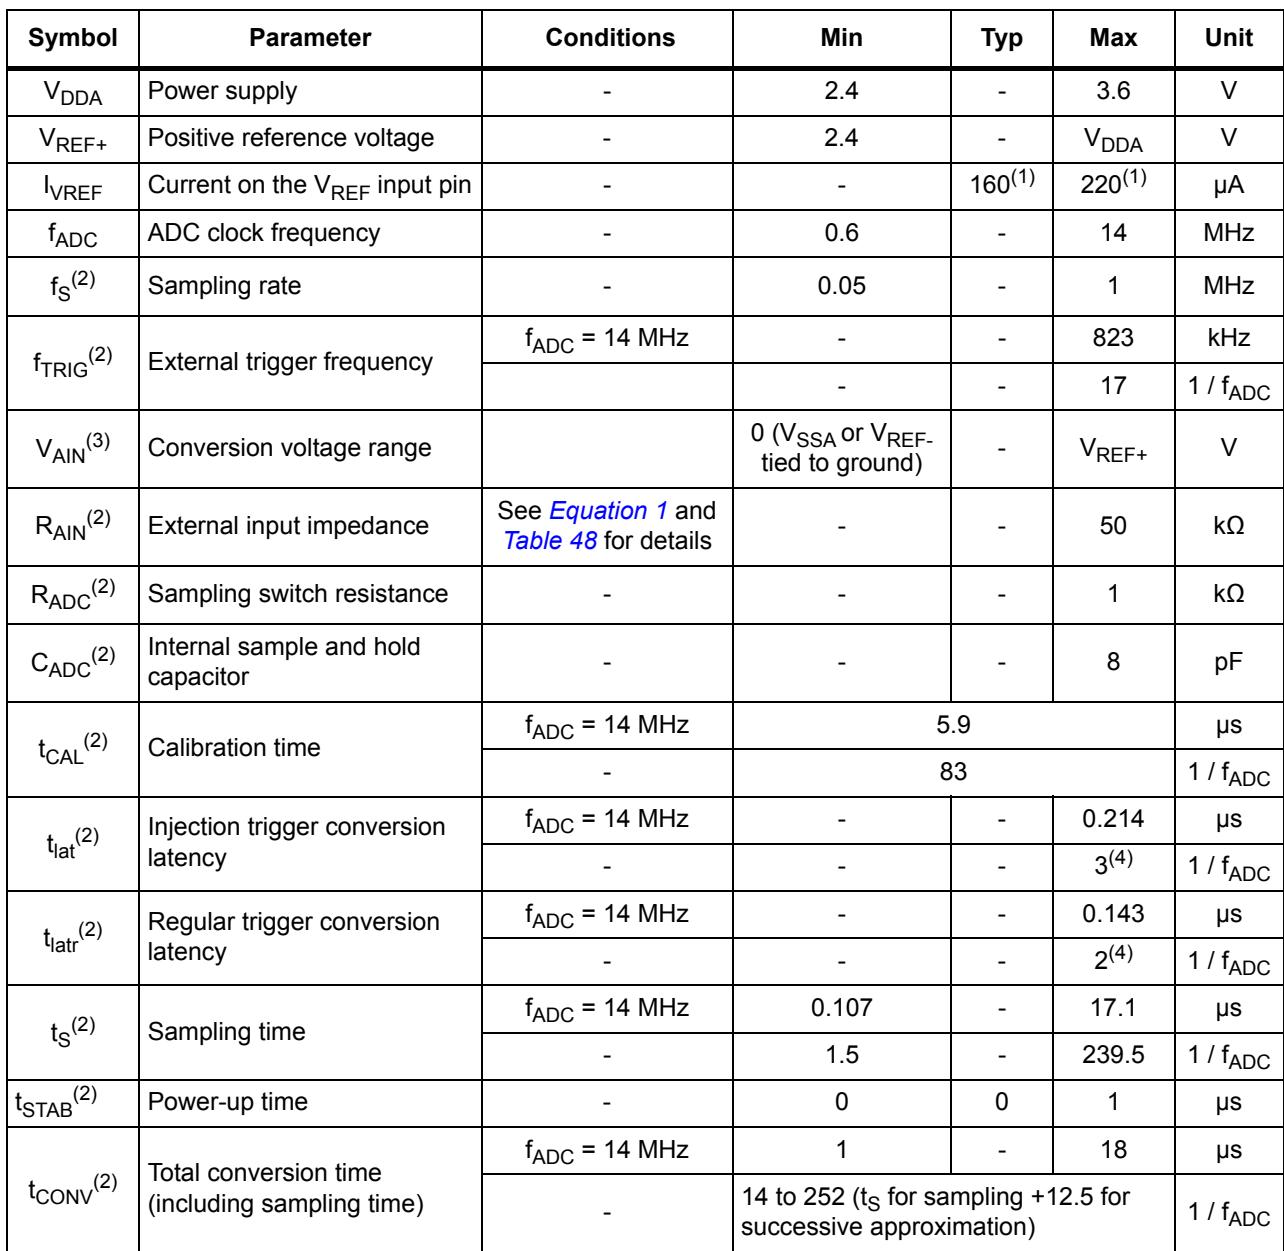 Symbol Parameter Conditions Min Typ Max Unit
VDDA Power supply - 2.4 - 3.6 V
VREF+ Positive reference voltage - 2.4 - VDDA V
IVREF Current on the VREF input pin - - 160(1) 220(1) µA
fADC ADC clock frequency - 0.6 - 14 MHz
fS(2) Sampling rate - 0.05 - 1 MHz
fTRIG(2) External trigger frequency fADC = 14 MHz - - 823 kHz
- - 17 1 / fADC
VAIN(3) Conversion voltage range 0 (VSSA or VREF-
tied to ground) - VREF+ V
RAIN(2) External input impedance See Equation 1 and
Table 48 for details - - 50 kΩ
RADC(2) Sampling switch resistance - - - 1 kΩ
CADC(2) Internal sample and hold
capacitor - - - 8 pF
tCAL(2) Calibration time fADC = 14 MHz 5.9 µs
- 83 1 / fADC
tlat(2) Injection trigger conversion
latency fADC = 14 MHz - - 0.214 µs
- - - 3(4) 1 / fADC
tlatr(2) Regular trigger conversion
latency fADC = 14 MHz - - 0.143 µs
- - - 2(4) 1 / fADC
tS(2) Sampling time fADC = 14 MHz 0.107 - 17.1 µs
- 1.5 - 239.5 1 / fADC
tSTAB(2) Power-up time - 0 0 1 µs
tCONV(2) Total conversion time
(including sampling time) fADC = 14 MHz 1 - 18 µs
- 14 to 252 (tS for sampling +12.5 for
successive approximation) 1 / fADC